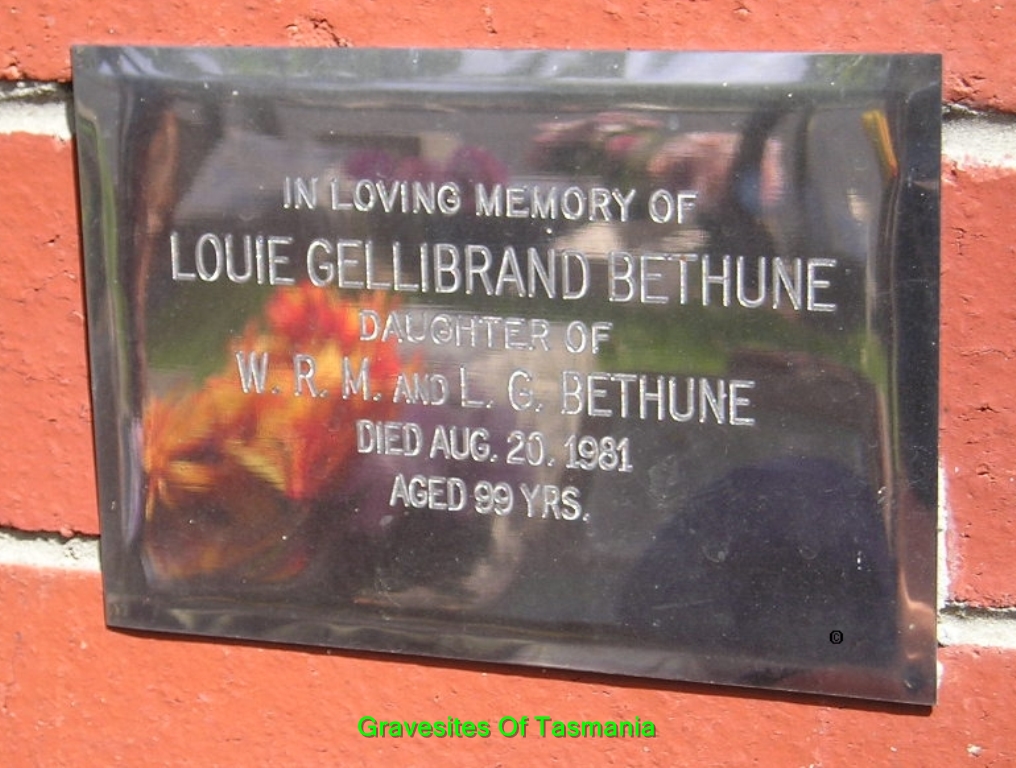 IN LOVING MEMORY OF
LOUIE GELLIBRAND BETHUNE
DAUGHTER OF
W. R. M. AND L. G. BETHUNE
DIED AUG. 20. 1981
AGED 99 YRS.
©
Gravesites Of Tasmania